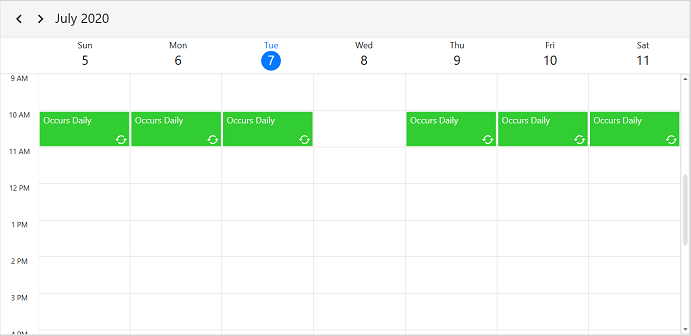 July 2020
Sun Mon Tue Wed Thu Fri Sat
5 6 7 8 9 10 11
9 AM
10 AM
Occurs Daily Occurs Daily Occurs Daily Occurs Daily Occurs Daily Occurs Daily
11 AM
12 PM
1 PM
2 PM
3 PM
4 PM